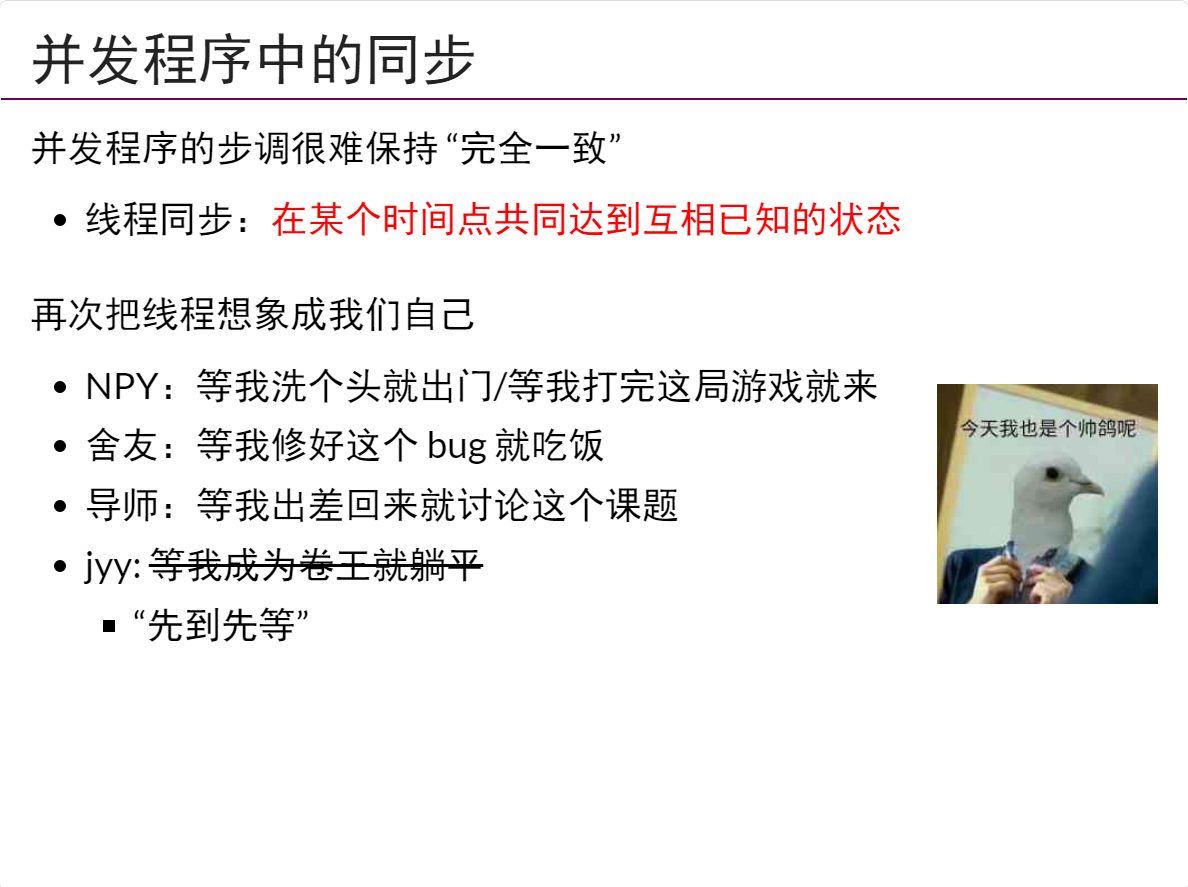 并发程序中的同步
并发程序的步调很难保持 “完全一致”
线程同步：在某个时间点共同达到互相已知的状态
再次把线程想象成我们自己
NPY：等我洗个头就出门/等我打完这局游戏就来
今天我也是个帅鸽呢
舍友：等我修好这个 bug 就吃饭
导师：等我出差回来就讨论这个课题
jyy: 等我成为卷王就躺平
“先到先等”